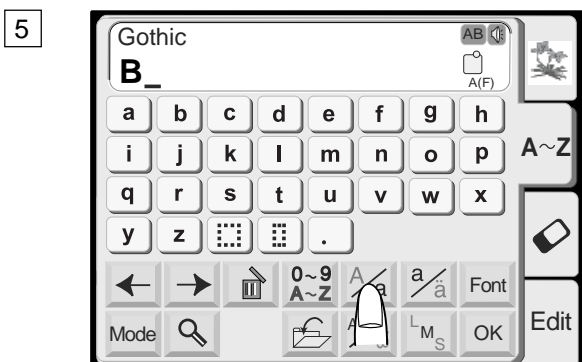 5
Gothic
AB
B_
A(F)
a b c d e f g h
i j k l m n o p
A~Z
q r s t u v w x
y z .
0~9
A~Z
A/a
a/ä
Font
Mode
L M S
OK
Edit